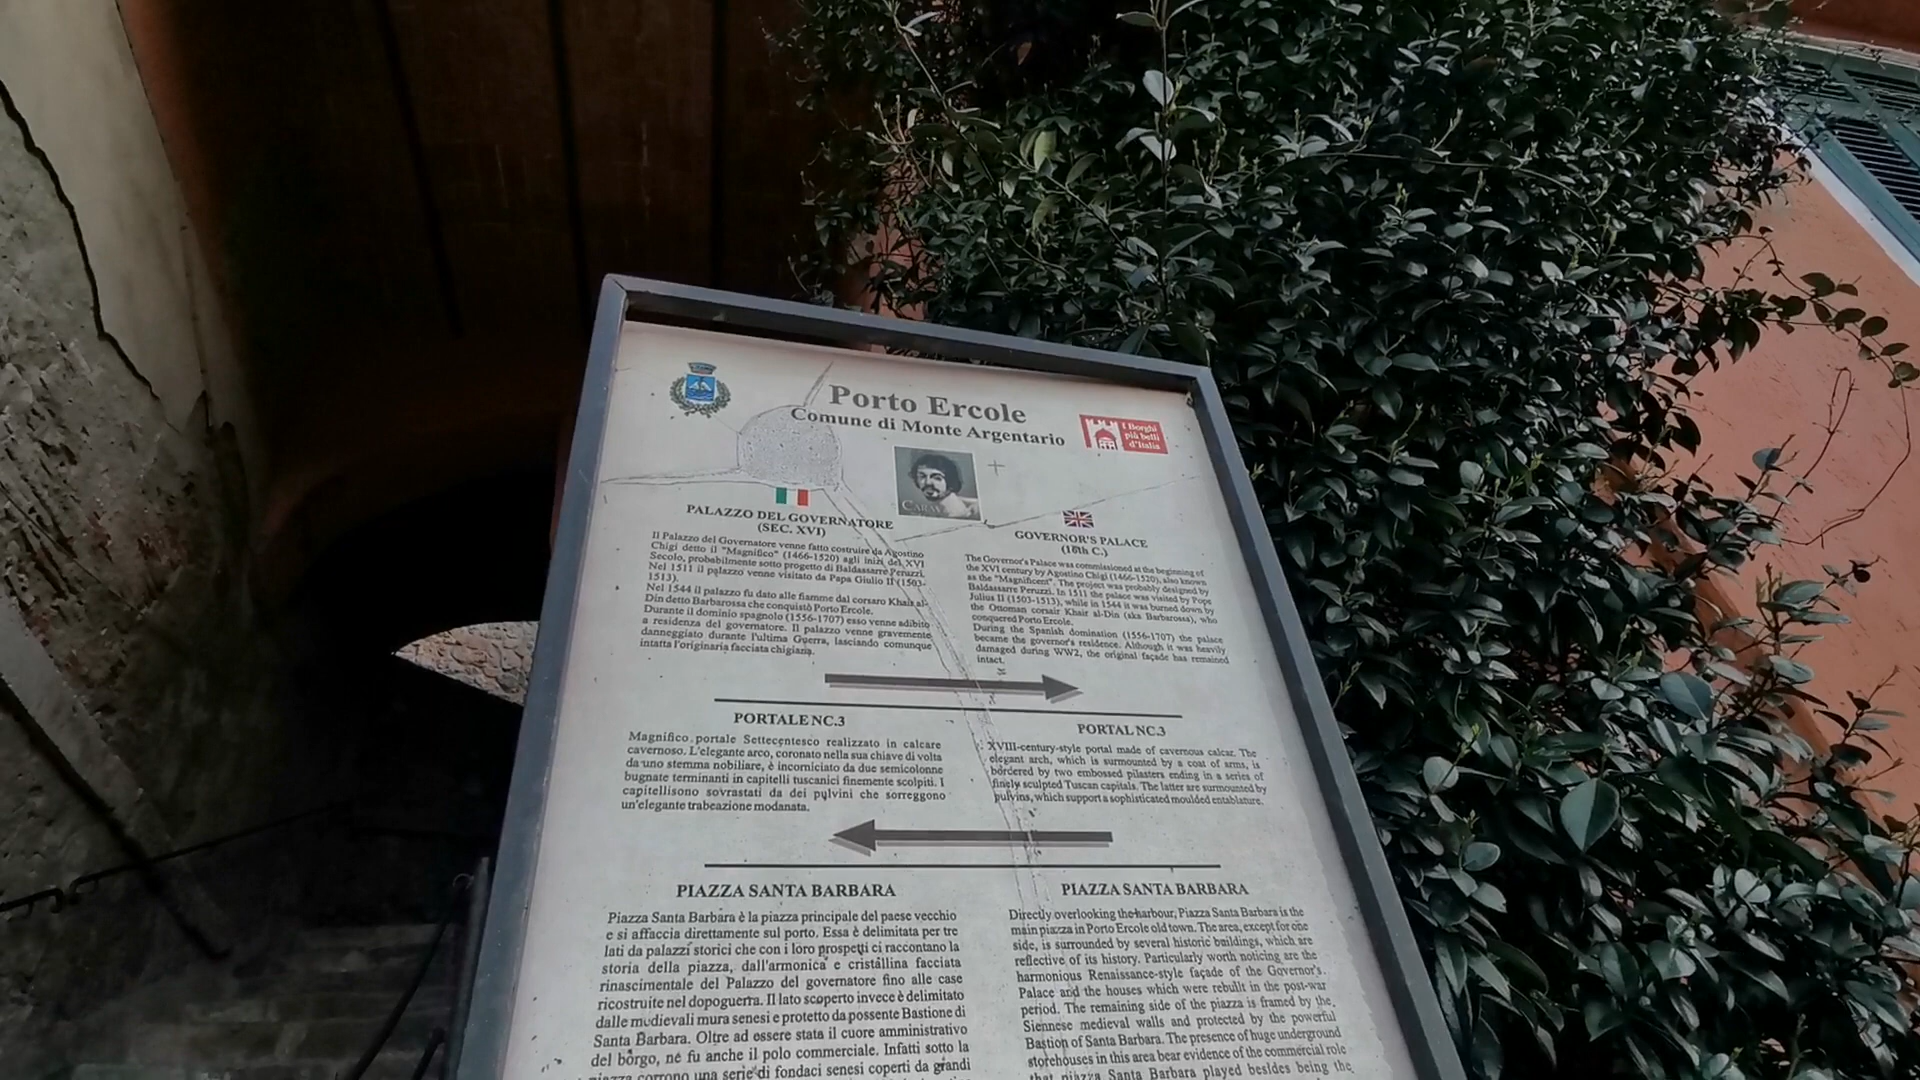 Porto Ercole
Comune di Monte Argentario
I Borghi
più belli
d'Italia
PALAZZO DEL GOVERNATORE
(SEC. XVI)
Il Palazzo del Governatore venne fatto costruire da Agostino
Chigi detto il "Magnifico" (1466-1520) agli inizi del XVI
Secolo, probabilmente sotto progetto di Baldassarre Peruzzi.
Nel 1511 il palazzo venne visitato da Papa Giulio II (1503-
1513).
Nel 1544 il palazzo fu dato alle fiamme dal corsaro Khair al-
Din detto Barbarossa che conquistò Porto Ercole.
Durante il dominio spagnolo (1556-1707) esso venne adibito
a residenza del governatore. Il palazzo venne gravemente
danneggiato durante l'ultima Guerra, lasciando comunque
intatta l'originaria facciata chigiana.
GOVERNOR'S PALACE
(16th C.)
The Governor's Palace was commissioned at the beginning of
the XVI century by Agostino Chigi (1466-1520), also known
as the "Magnificent". The project was probably designed by
Baldassarre Peruzzi. In 1511 the palace was visited by Pope
Julius II (1503-1513), while in 1544 it was burned down by
the Ottoman corsair Khair al-Din (aka Barbarossa), who
conquered Porto Ercole.
During the Spanish domination (1556-1707) the palace
became the governor's residence. Although it was heavily
damaged during WW2, the original façade has remained
intact.
PORTALE NC.3
Magnifico portale Settecentesco realizzato in calcare
cavernoso. L'elegante arco, coronato nella sua chiave di volta
da uno stemma nobiliare, è incorniciato da due semicolonne
bugnate terminanti in capitelli tuscanici finemente scolpiti. I
capitellisono sovrastati da dei pulvini che sorreggono
un'elegante trabeazione modanata.
PORTAL NC.3
XVIII-century-style portal made of cavernous calcar. The
elegant arch, which is surmounted by a coat of arms, is
bordered by two embossed pilasters ending in a series of
finely sculpted Tuscan capitals. The latter are surmounted by
pulvins, which support a sophisticated moulded entablature.
PIAZZA SANTA BARBARA
Piazza Santa Barbara è la piazza principale del paese vecchio
e si affaccia direttamente sul porto. Essa è delimitata per tre
lati da palazzi storici che con i loro prospetti ci raccontano la
storia della piazza, dall'armonica e cristallina facciata
rinascimentale del Palazzo del governatore fino alle case
ricostruite nel dopoguerra. Il lato scoperto invece è delimitato
dalle medievali mura senesi e protetto da possente Bastione di
Santa Barbara. Oltre ad essere stata il cuore amministrativo
del borgo, ne fu anche il polo commerciale. Infatti sotto la
piazza corrono una serie di fondaci senesi coperti da grandi
PIAZZA SANTA BARBARA
Directly overlooking the harbour, Piazza Santa Barbara is the
main piazza in Porto Ercole old town. The area, except for one
side, is surrounded by several historic buildings, which are
reflective of its history. Particularly worth noticing are the
harmonious Renaissance-style façade of the Governor's
Palace and the houses which were rebuilt in the post-war
period. The remaining side of the piazza is framed by the
Siennese medieval walls and protected by the powerful
Bastion of Santa Barbara. The presence of huge underground
storehouses in this area bear evidence of the commercial role
that piazza Santa Barbara played besides being the